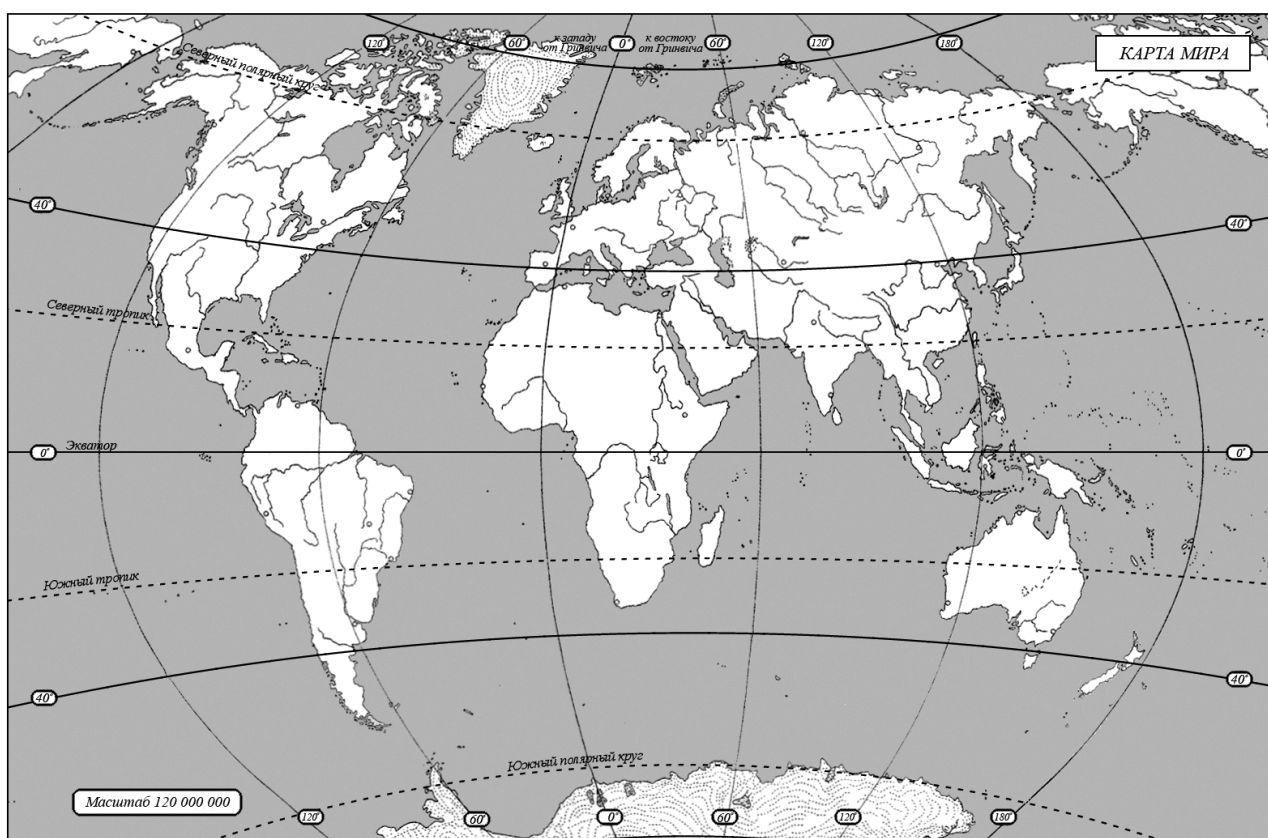 120°
60°
к западу
от Гринвича
0°
к востоку
от Гринвича
60°
120°
180°
КАРТА МИРА
Северный полярный круг
40°
40°
Северный тропик
Экватор
0°
0°
Южный тропик
40°
40°
Южный полярный круг
Масштаб 120 000 000
120°
60°
0°
60°
120°
180°